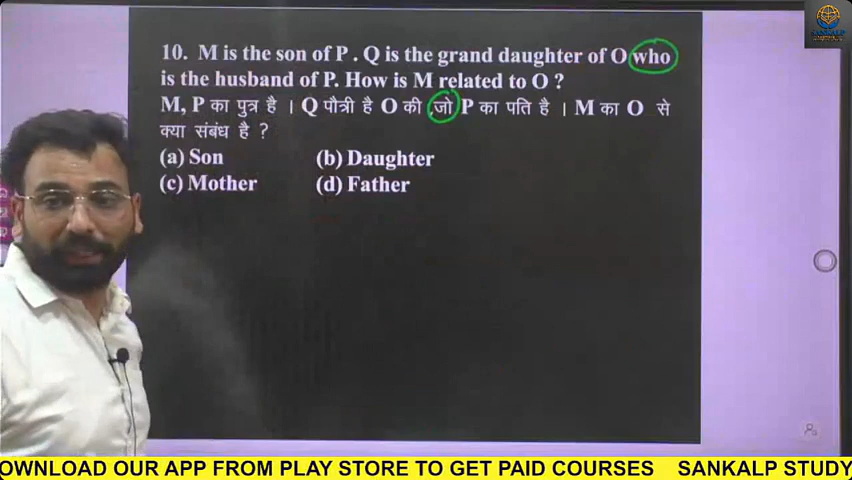 SANKALP
10. M is the son of P . Q is the grand daughter of O who
is the husband of P. How is M related to O ?
M, P का पुत्र है । Q पौत्री है O की ,जो P का पति है । M का O से
क्या संबंध है ?
(a) Son (b) Daughter
(c) Mother (d) Father
OWNLOAD OUR APP FROM PLAY STORE TO GET PAID COURSES SANKALP STUDY